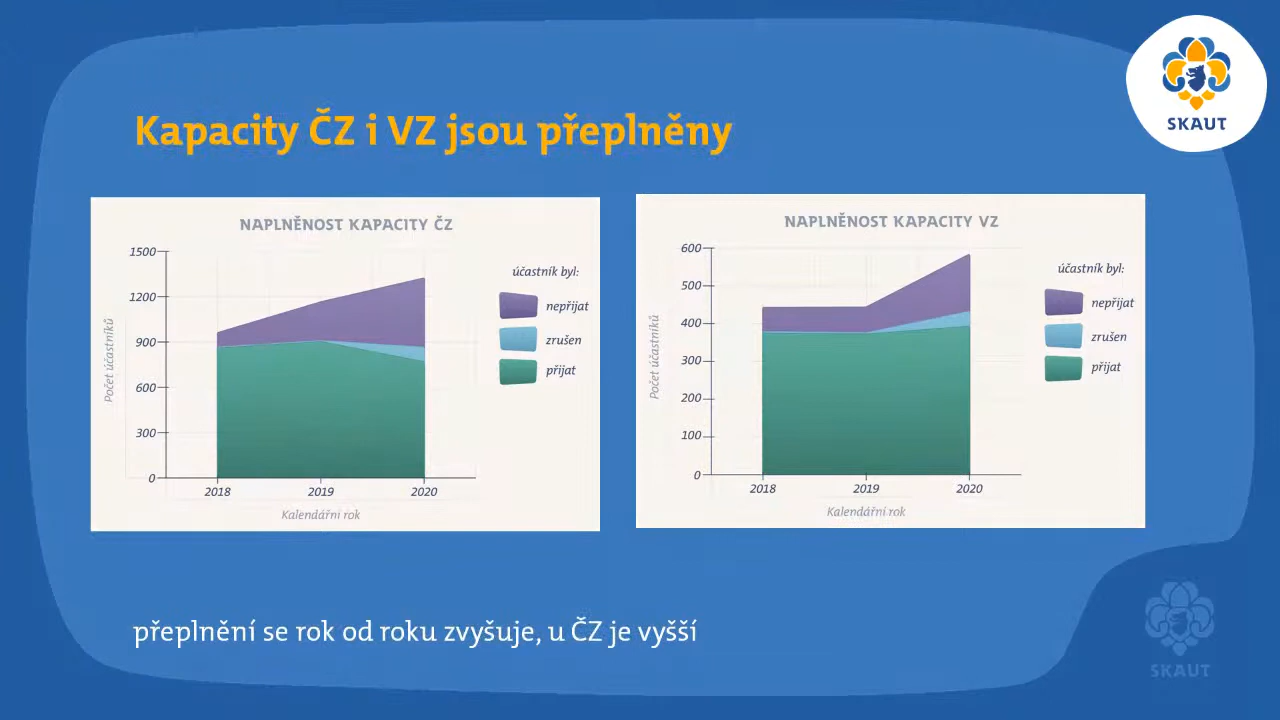 SKAUT
Kapacity ČZ i VZ jsou přeplněny
NAPLNĚNOST KAPACITY ČZ
1500
1200
900
600
300
0
Počet účastníků
2018 2019 2020
Kalendářní rok
účastník byl:
nepřijat
zrušen
přijat
NAPLNĚNOST KAPACITY VZ
600
500
400
300
200
100
0
Počet účastníků
2018 2019 2020
Kalendářní rok
účastník byl:
nepřijat
zrušen
přijat
přeplnění se rok od roku zvyšuje, u ČZ je vyšší
SKAUT